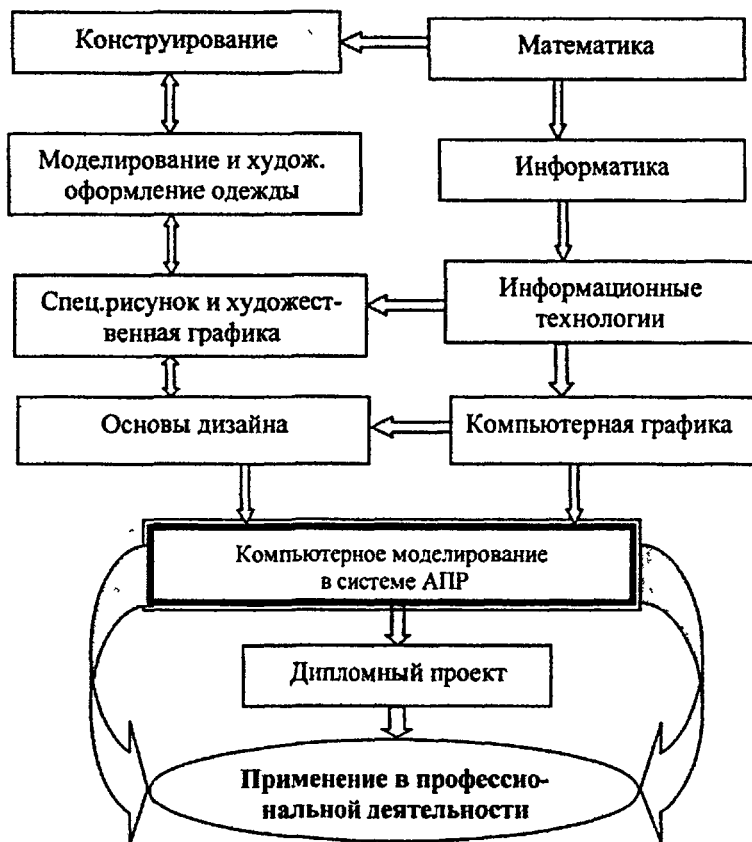 Конструирование
Математика
Моделирование и худож.
оформление одежды
Информатика
Спец.рисунок и художест-
венная графика
Информационные
технологии
Основы дизайна
Компьютерная графика
Компьютерное моделирование
в системе АПР
Дипломный проект
Применение в профессио-
нальной деятельности